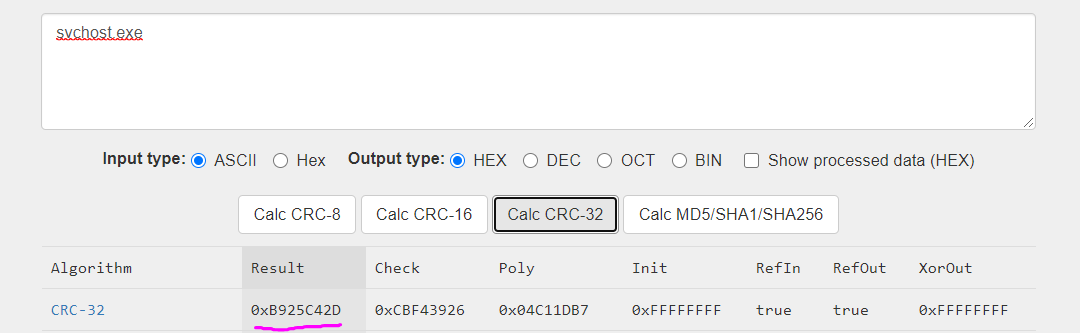 svchost.exe
Input type: ASCII Hex Output type: HEX DEC OCT BIN Show processed data (HEX)
Calc CRC-8 Calc CRC-16 Calc CRC-32 Calc MD5/SHA1/SHA256
Algorithm Result Check Poly Init RefIn RefOut XorOut
CRC-32 0xB925C42D 0xCBF43926 0x04C11DB7 0xFFFFFFFF true true 0xFFFFFFFF